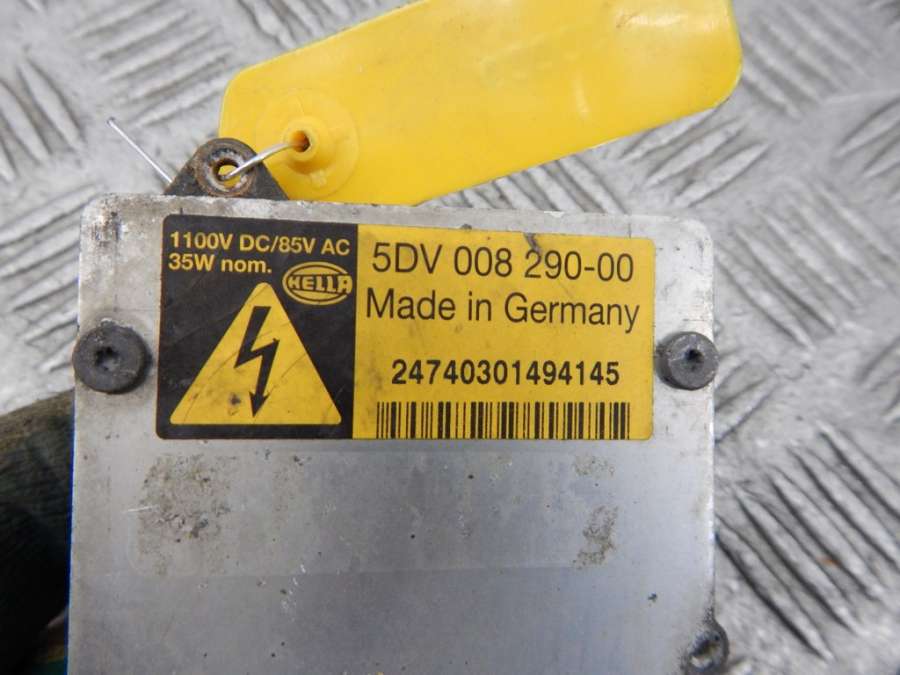 1100V DC/85V AC
35W nom.
HELLA
5DV 008 290-00
Made in Germany
24740301494145